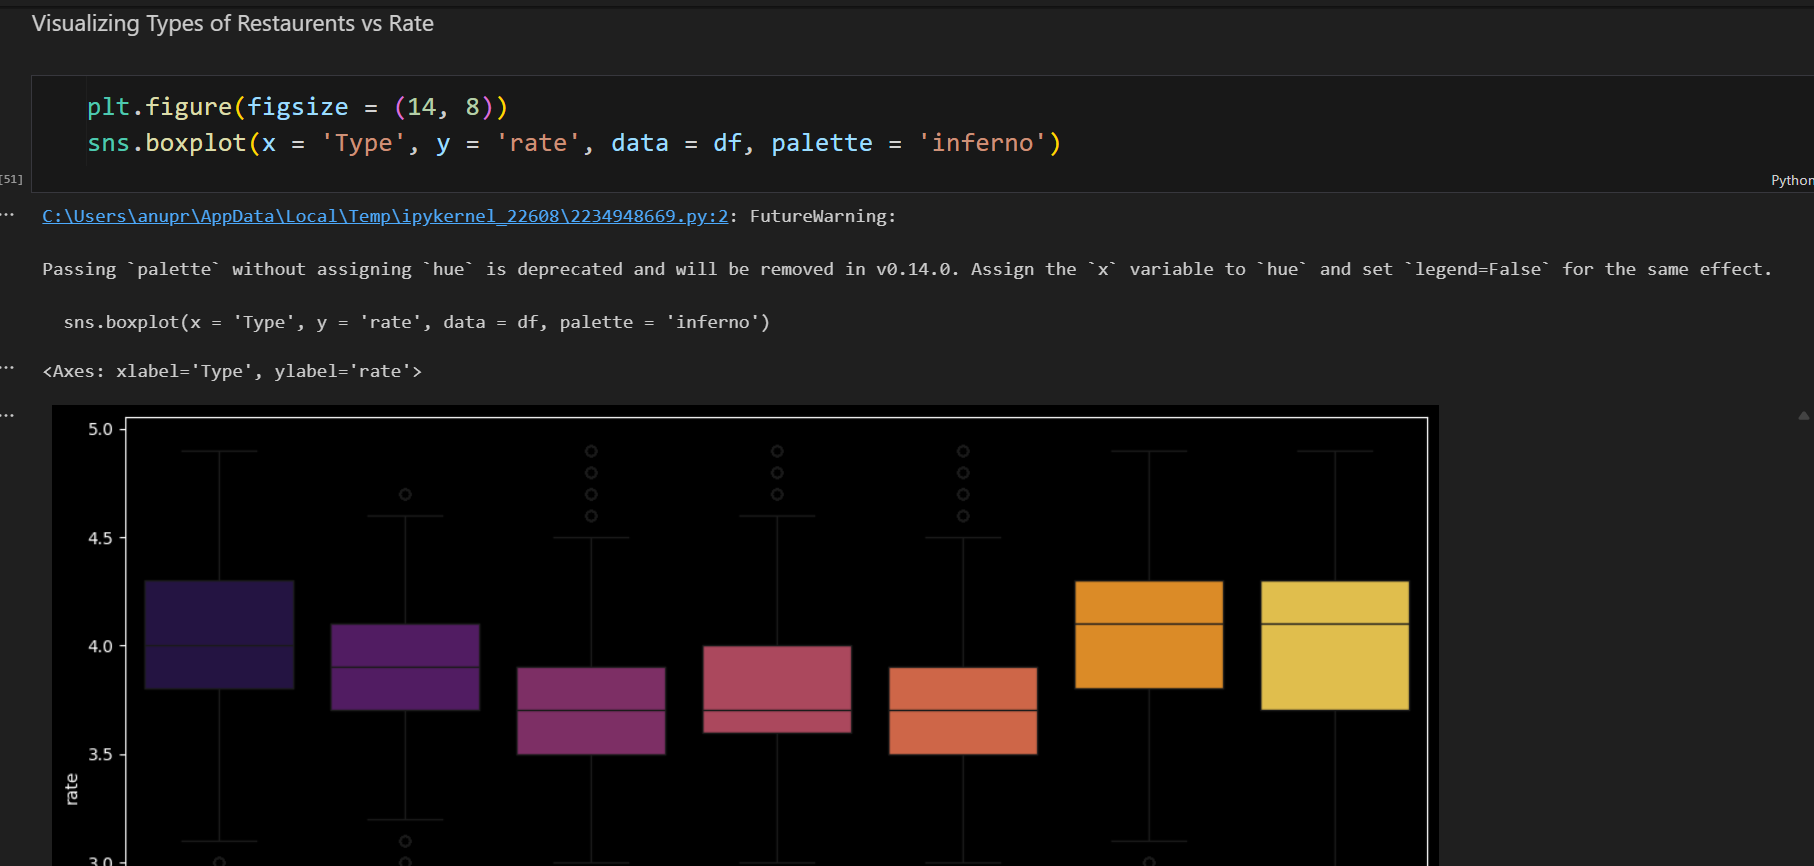 Visualizing Types of Restaurents vs Rate
plt.figure(figsize = (14, 8))
sns.boxplot(x = 'Type', y = 'rate', data = df, palette = 'inferno')
[51]
Python
... C:\Users\anupr\AppData\Local\Temp\ipykernel_22608\2234948669.py:2: FutureWarning:
Passing `palette` without assigning `hue` is deprecated and will be removed in v0.14.0. Assign the `x` variable to `hue` and set `legend=False` for the same effect.
sns.boxplot(x = 'Type', y = 'rate', data = df, palette = 'inferno')
... <Axes: xlabel='Type', ylabel='rate'>
...
5.0
4.5
4.0
3.5
rate
3.0